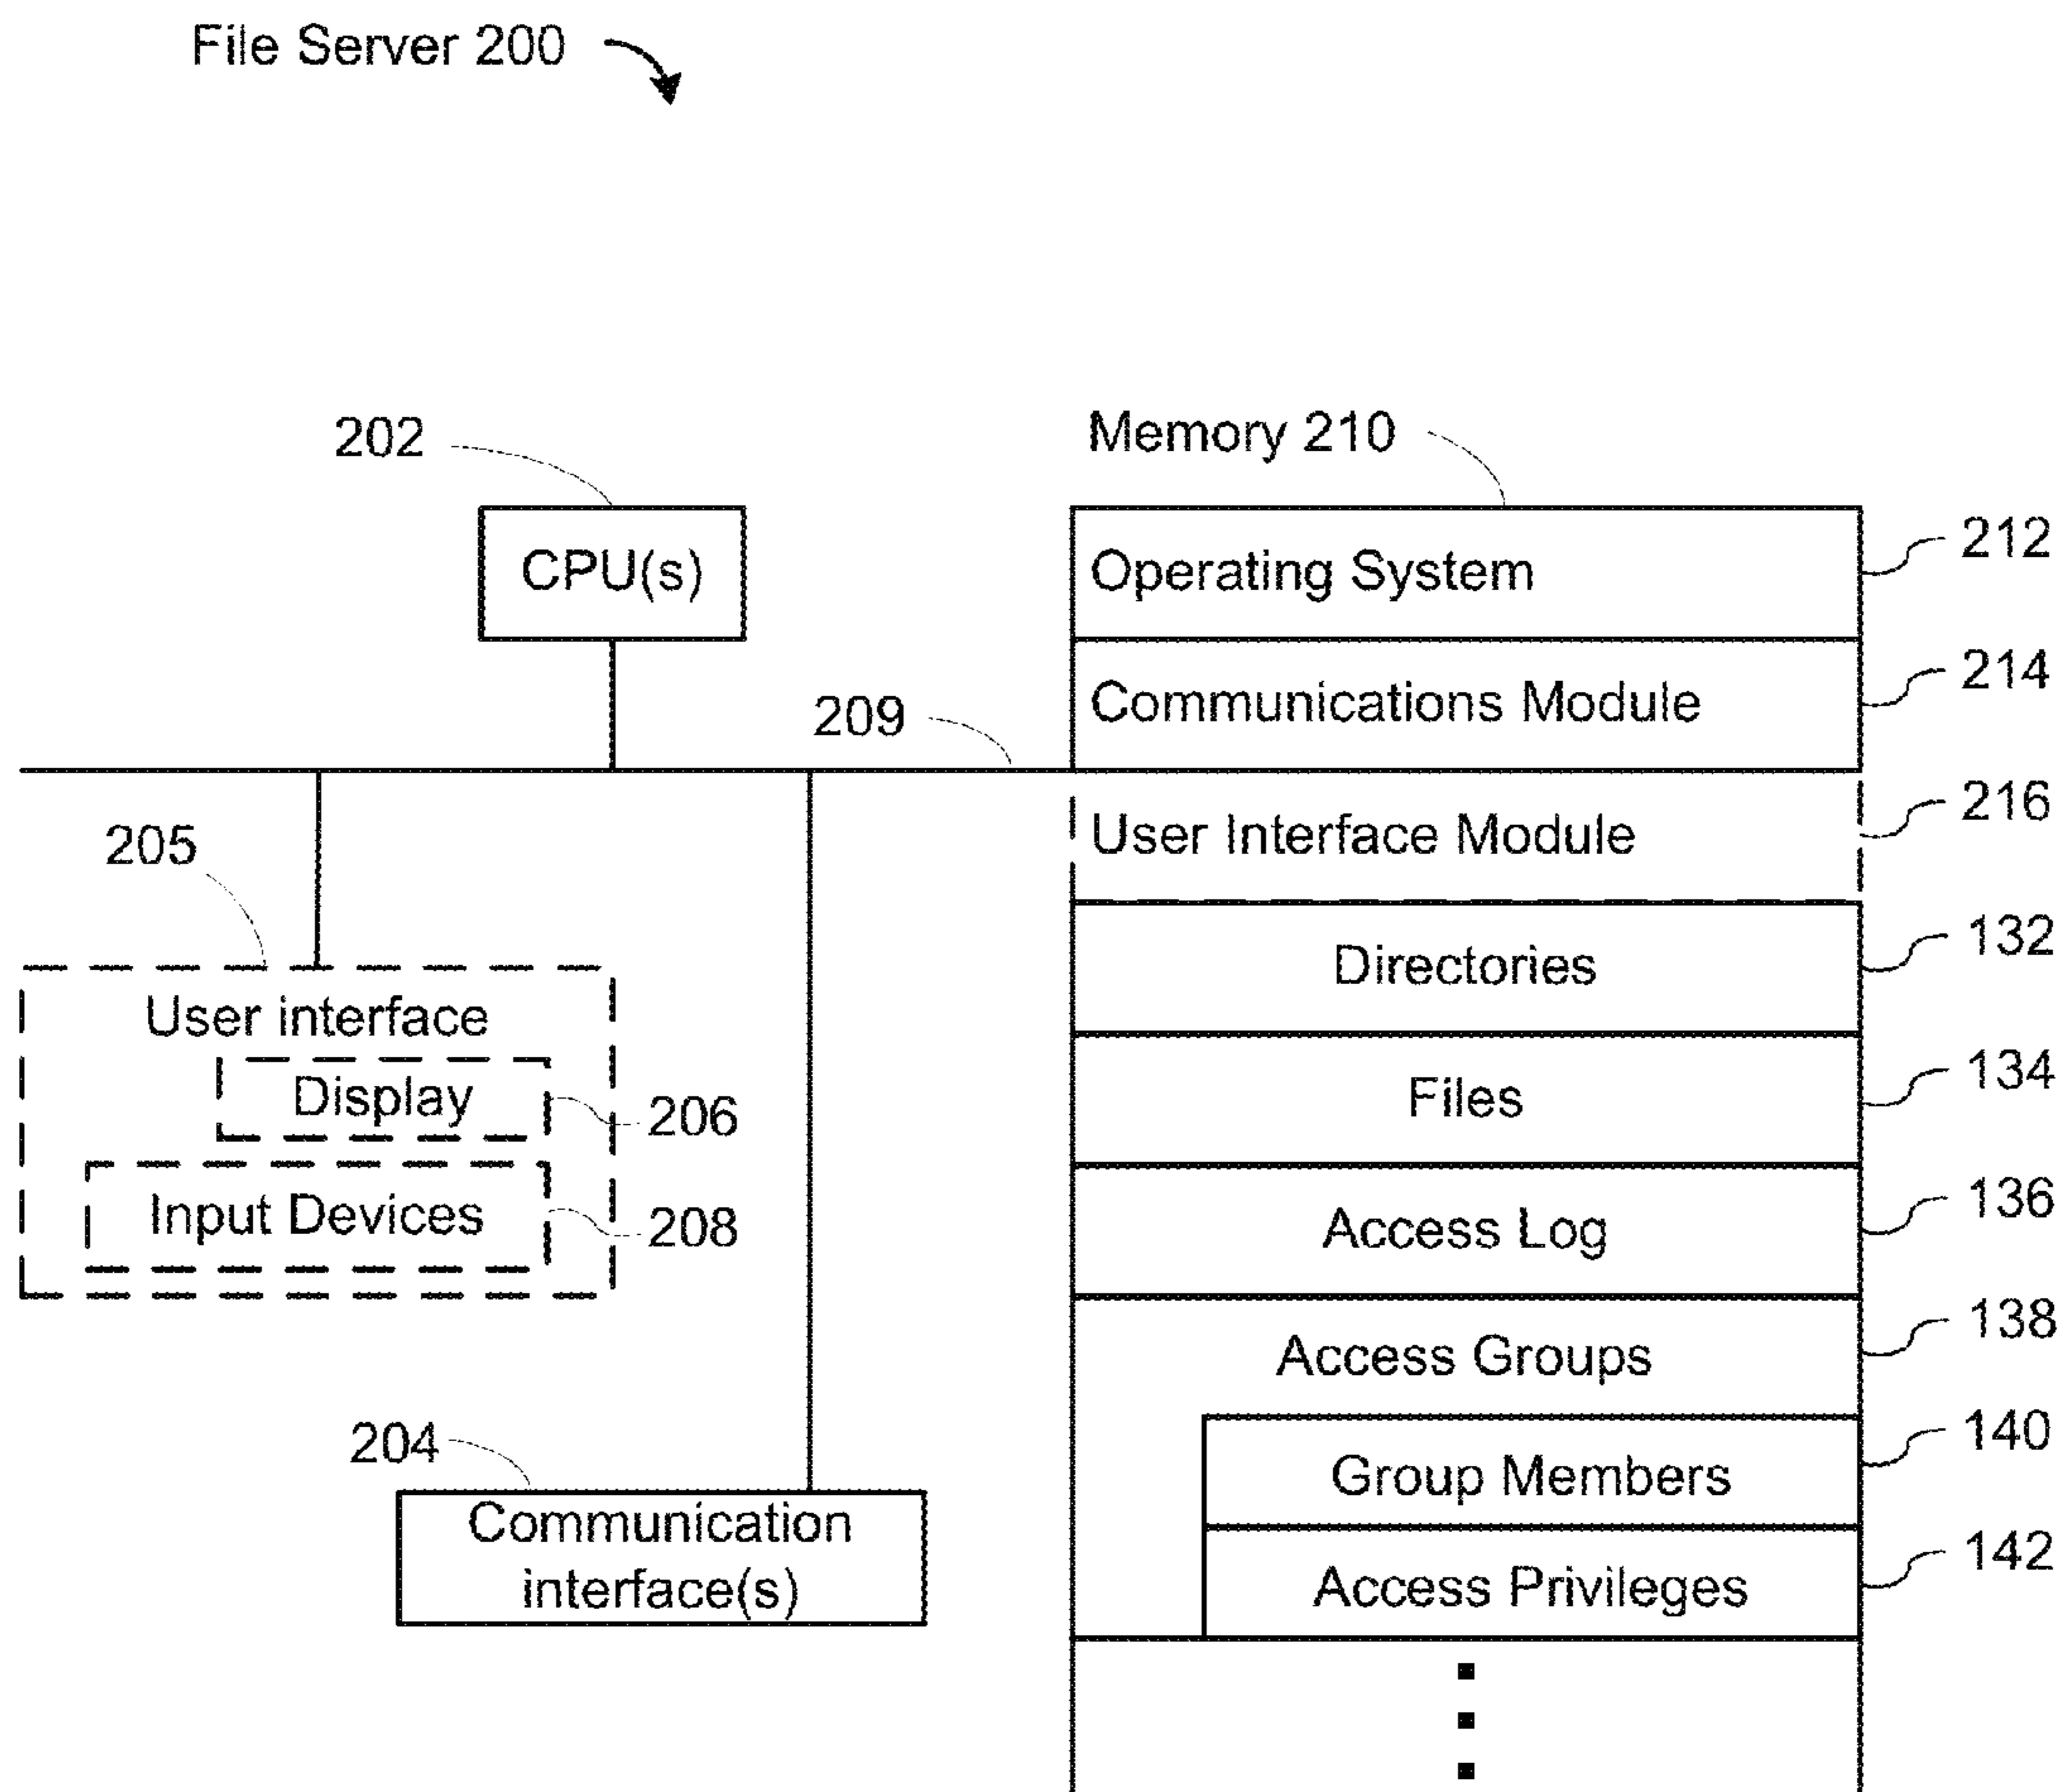 File Server 200
202
CPU(s)
209
205
User interface
Display
206
Input Devices
208
204
Communication
interface(s)
Memory 210
Operating System
212
Communications Module
214
User Interface Module
216
Directories
132
Files
134
Access Log
136
Access Groups
138
Group Members
140
Access Privileges
142